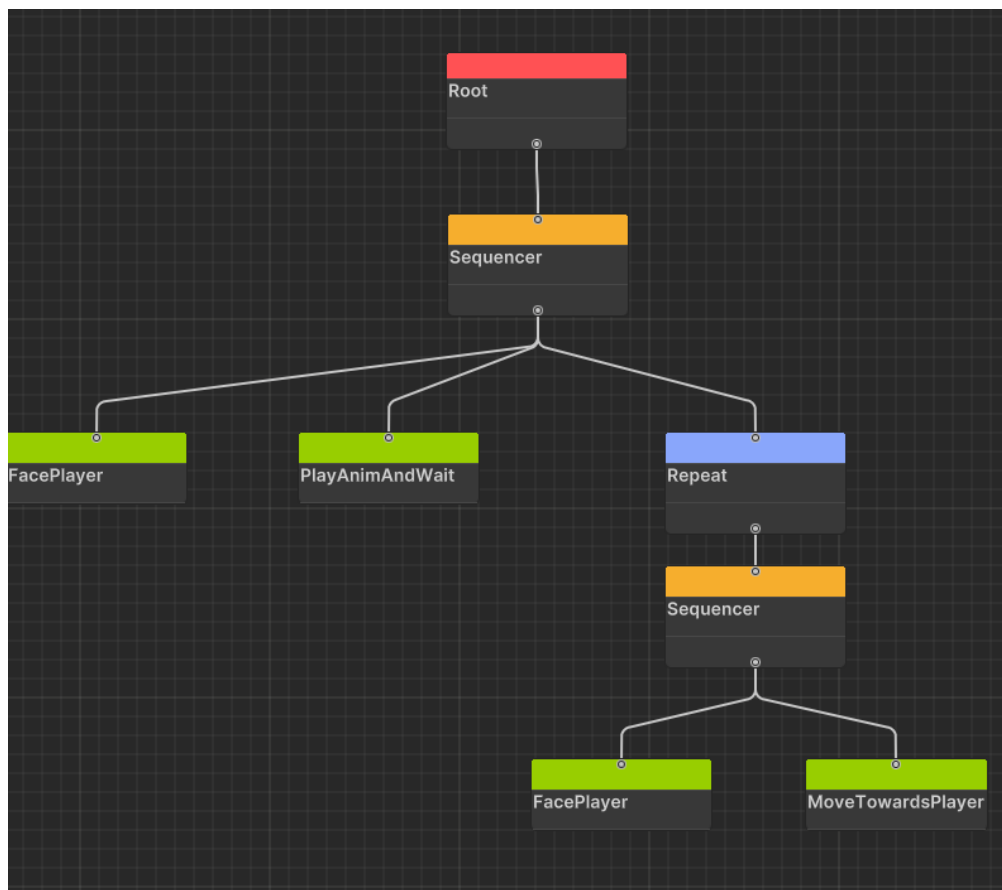 Root
Sequencer
FacePlayer
PlayAnimAndWait
Repeat
Sequencer
FacePlayer
MoveTowardsPlayer